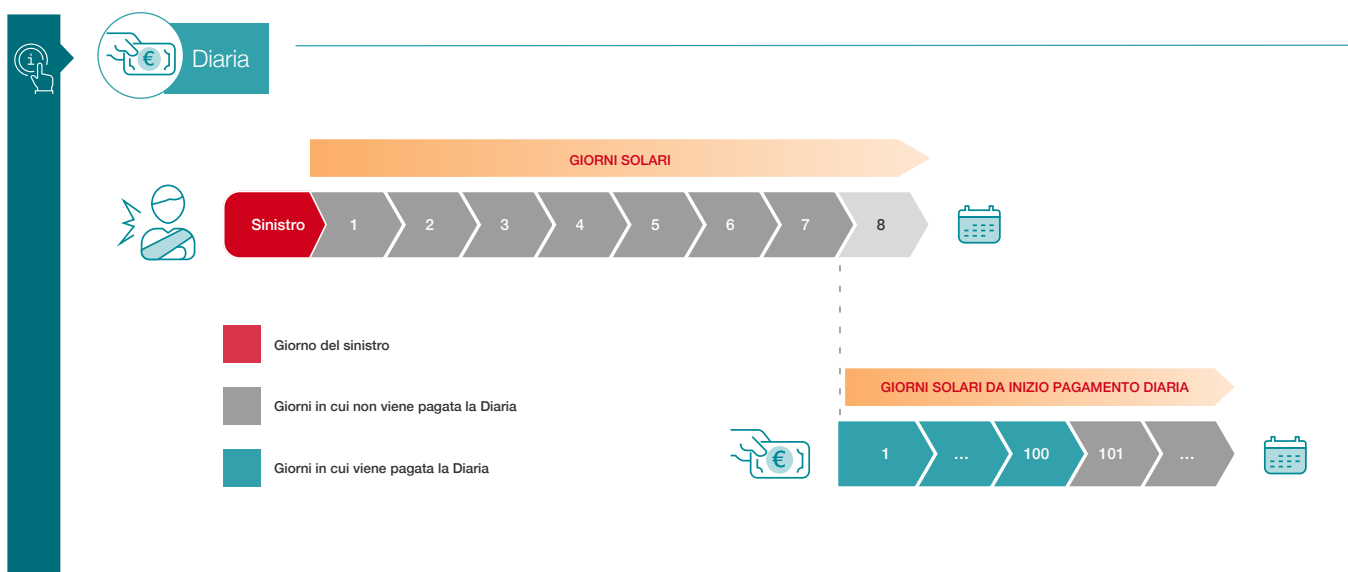 i
€ Diaria
GIORNI SOLARI
Sinistro 1 2 3 4 5 6 7 8
Giorno del sinistro
Giorni in cui non viene pagata la Diaria
Giorni in cui viene pagata la Diaria
GIORNI SOLARI DA INIZIO PAGAMENTO DIARIA
€ 1 ... 100 101 ...